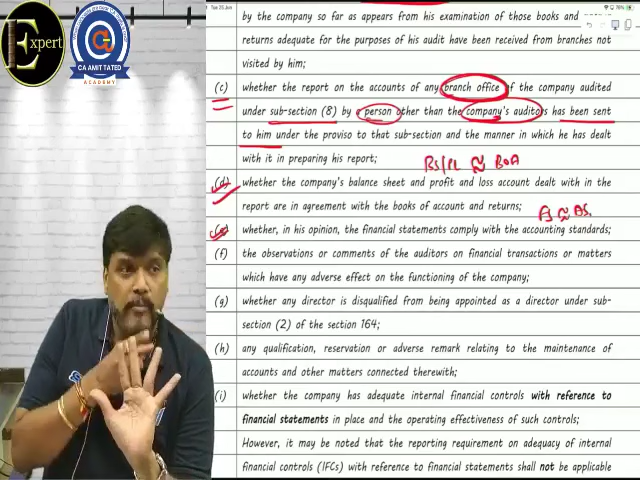 Tue 25 Jun
76%
Expert
CA AMIT TATED
ACADEMY
by the company so far as appears from his examination of those books and
returns adequate for the purposes of his audit have been received from branches not
visited by him;
(c) whether the report on the accounts of any branch office of the company audited
under sub-section (8) by a person other than the company's auditors has been sent
to him under the proviso to that sub-section and the manner in which he has dealt
with it in preparing his report;
BS/PL ≅ BOA
(d) whether the company's balance sheet and profit and loss account dealt with in the
report are in agreement with the books of account and returns;
FS ≅ AS
(e) whether, in his opinion, the financial statements comply with the accounting standards;
(f) the observations or comments of the auditors on financial transactions or matters
which have any adverse effect on the functioning of the company;
(g) whether any director is disqualified from being appointed as a director under sub-
section (2) of the section 164;
(h) any qualification, reservation or adverse remark relating to the maintenance of
accounts and other matters connected therewith;
(i) whether the company has adequate internal financial controls with reference to
financial statements in place and the operating effectiveness of such controls;
However, it may be noted that the reporting requirement on adequacy of internal
financial controls (IFCs) with reference to financial statements shall not be applicable